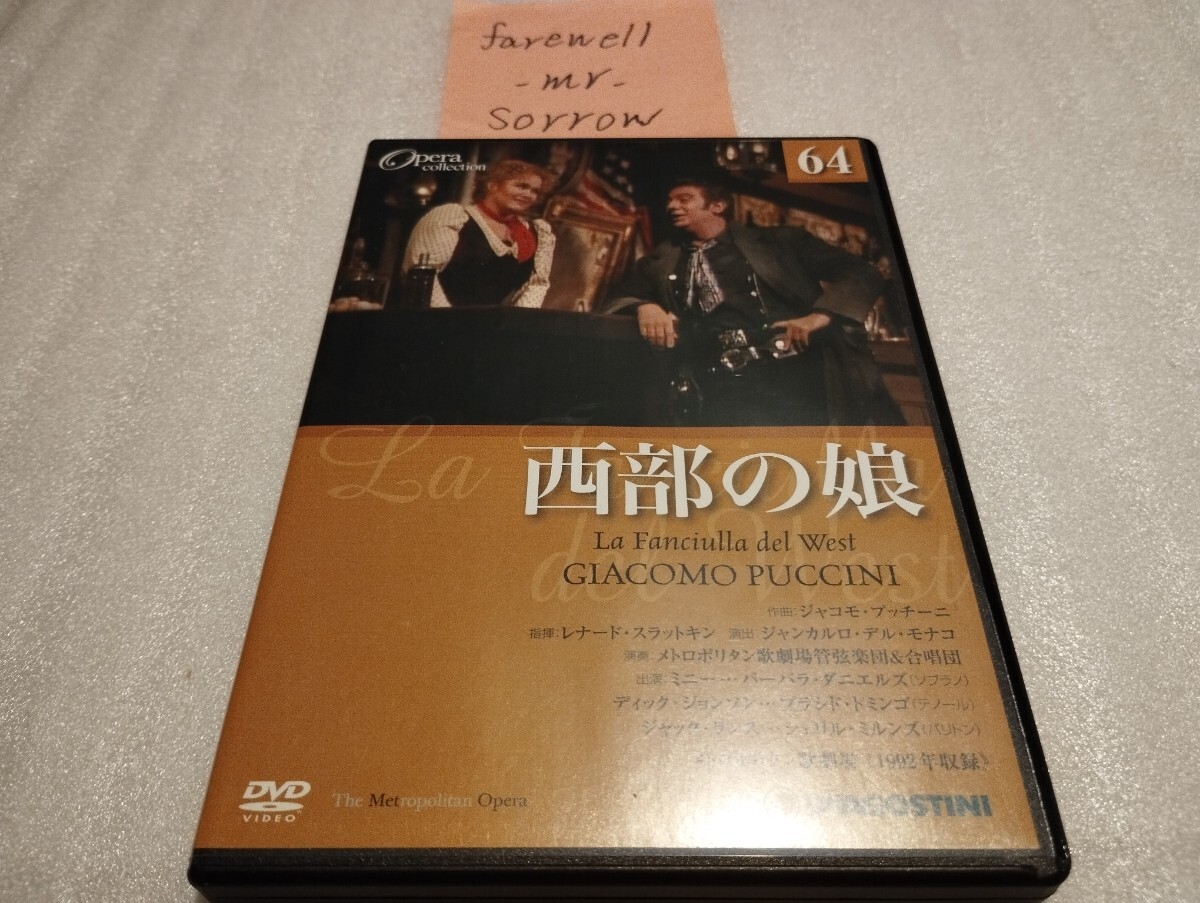 farewell
-mr-
sorrow
Opera
collection
64
西部の娘
La Fanciulla del West
La Fanciulla del West
GIACOMO PUCCINI
作曲:ジャコモ・プッチーニ
指揮:レナード・スラットキン 演出:ジャンカルロ・デル・モナコ
演奏:メトロポリタン歌劇場管弦楽団&合唱団
出演:ミニー…バーバラ・ダニエルズ(ソプラノ)
ディック・ジョンソン…プラシド・ドミンゴ(テノール)
ジャック・ランス…シェリル・ミルンズ(バリトン)
歌劇場《1992年収録》
DVD
VIDEO
The Metropolitan Opera
DEAGOSTINI